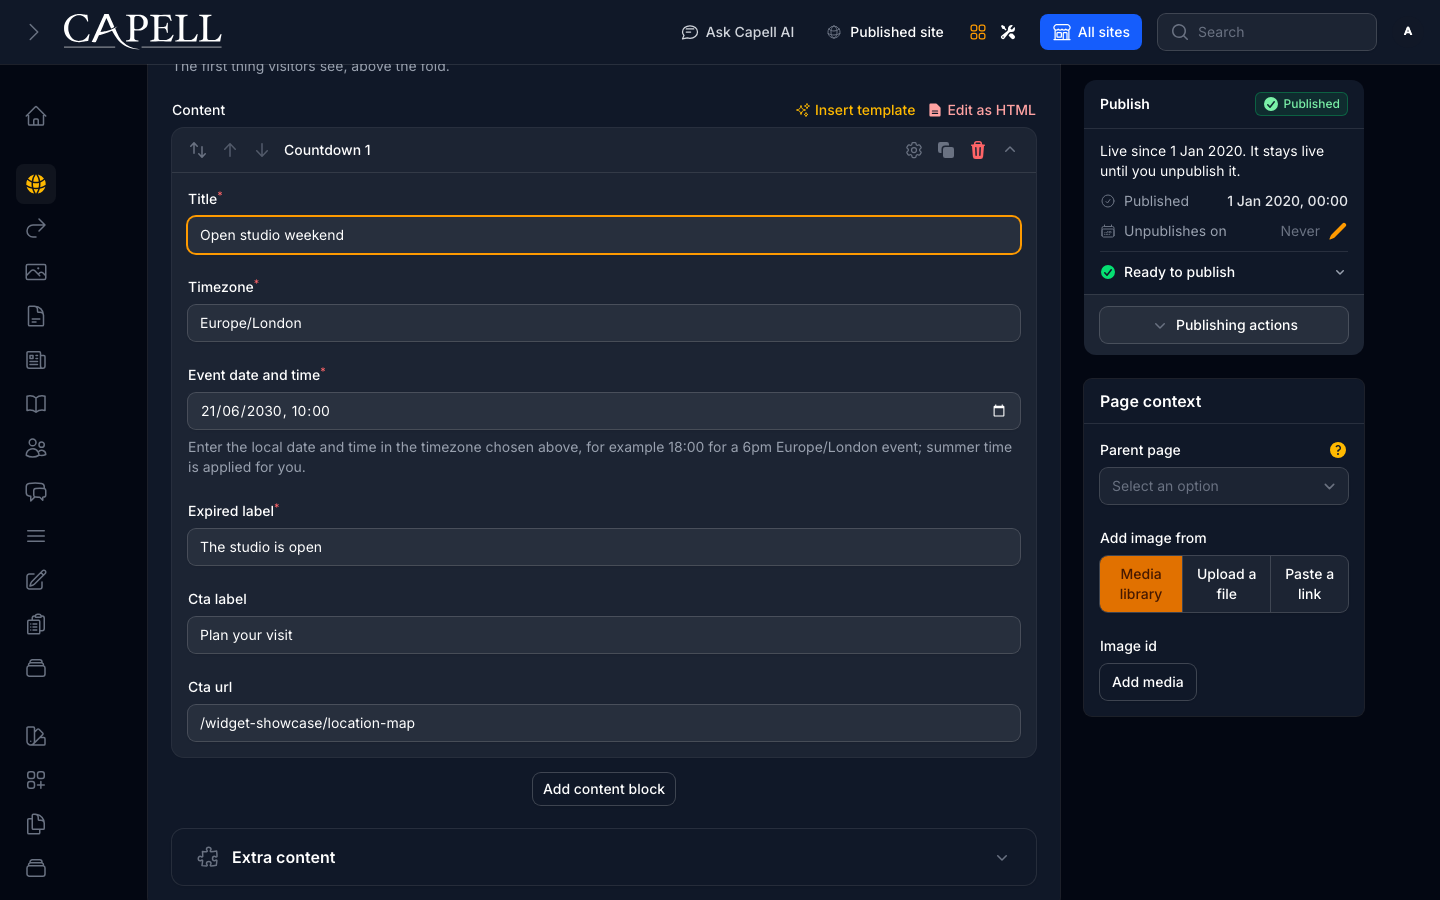 CAPELL
Ask Capell AI
Published site
All sites
Search
A
The first thing visitors see, above the fold.
Content
Insert template
Edit as HTML
Countdown 1
Title*
Open studio weekend
Timezone*
Europe/London
Event date and time*
21/06/2030, 10:00
Enter the local date and time in the timezone chosen above, for example 18:00 for a 6pm Europe/London event; summer time
is applied for you.
Expired label*
The studio is open
Cta label
Plan your visit
Cta url
/widget-showcase/location-map
Add content block
Extra content
Publish
Published
Live since 1 Jan 2020. It stays live
until you unpublish it.
Published 1 Jan 2020, 00:00
Unpublishes on Never
Ready to publish
Publishing actions
Page context
Parent page
?
Select an option
Add image from
Media
library
Upload a
file
Paste a
link
Image id
Add media